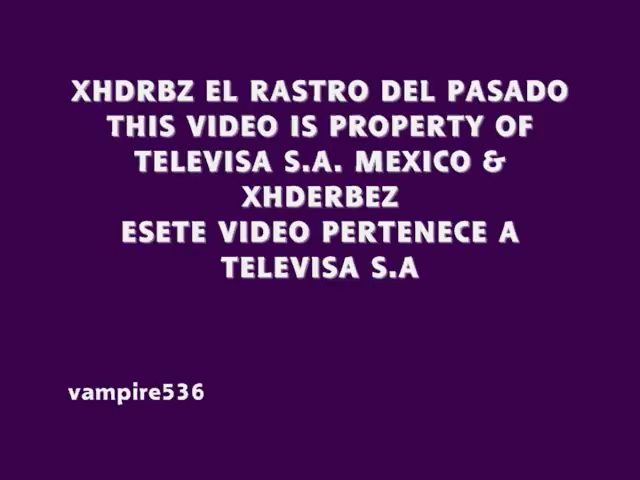 XHDRBZ EL RASTRO DEL PASADO
THIS VIDEO IS PROPERTY OF
TELEVISA S.A. MEXICO &
XHDERBEZ
ESETE VIDEO PERTENECE A
TELEVISA S.A
vampire536